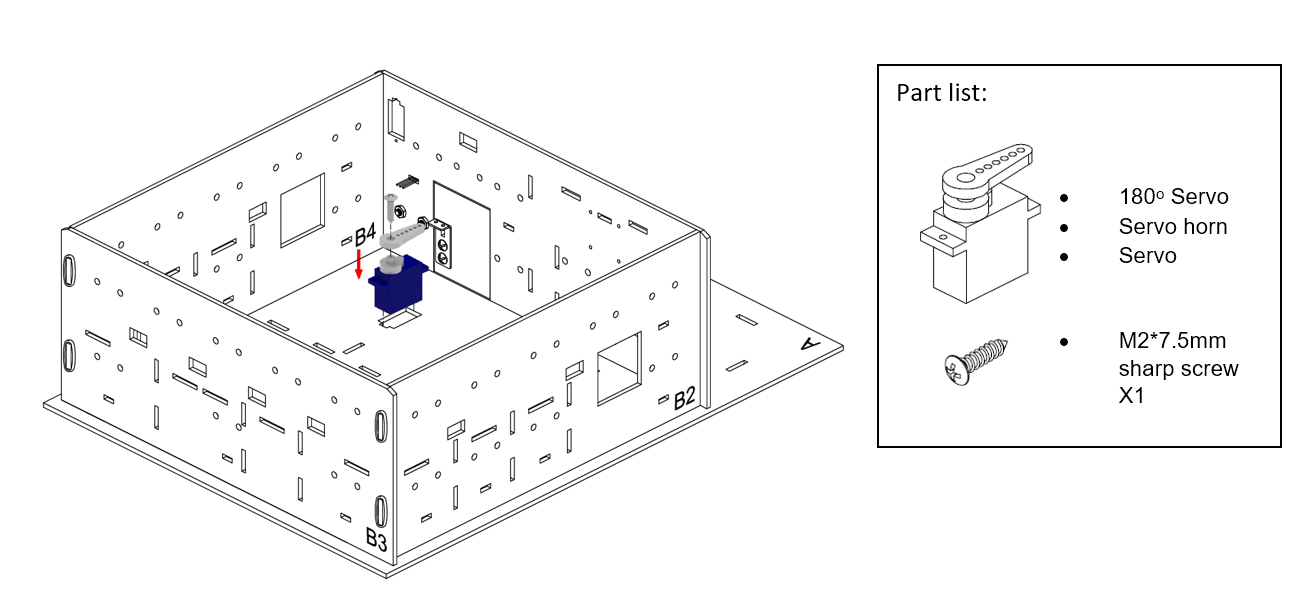 Part list:
180º Servo
Servo horn
Servo
M2*7.5mm
sharp screw
X1
B4
A
B2
B3